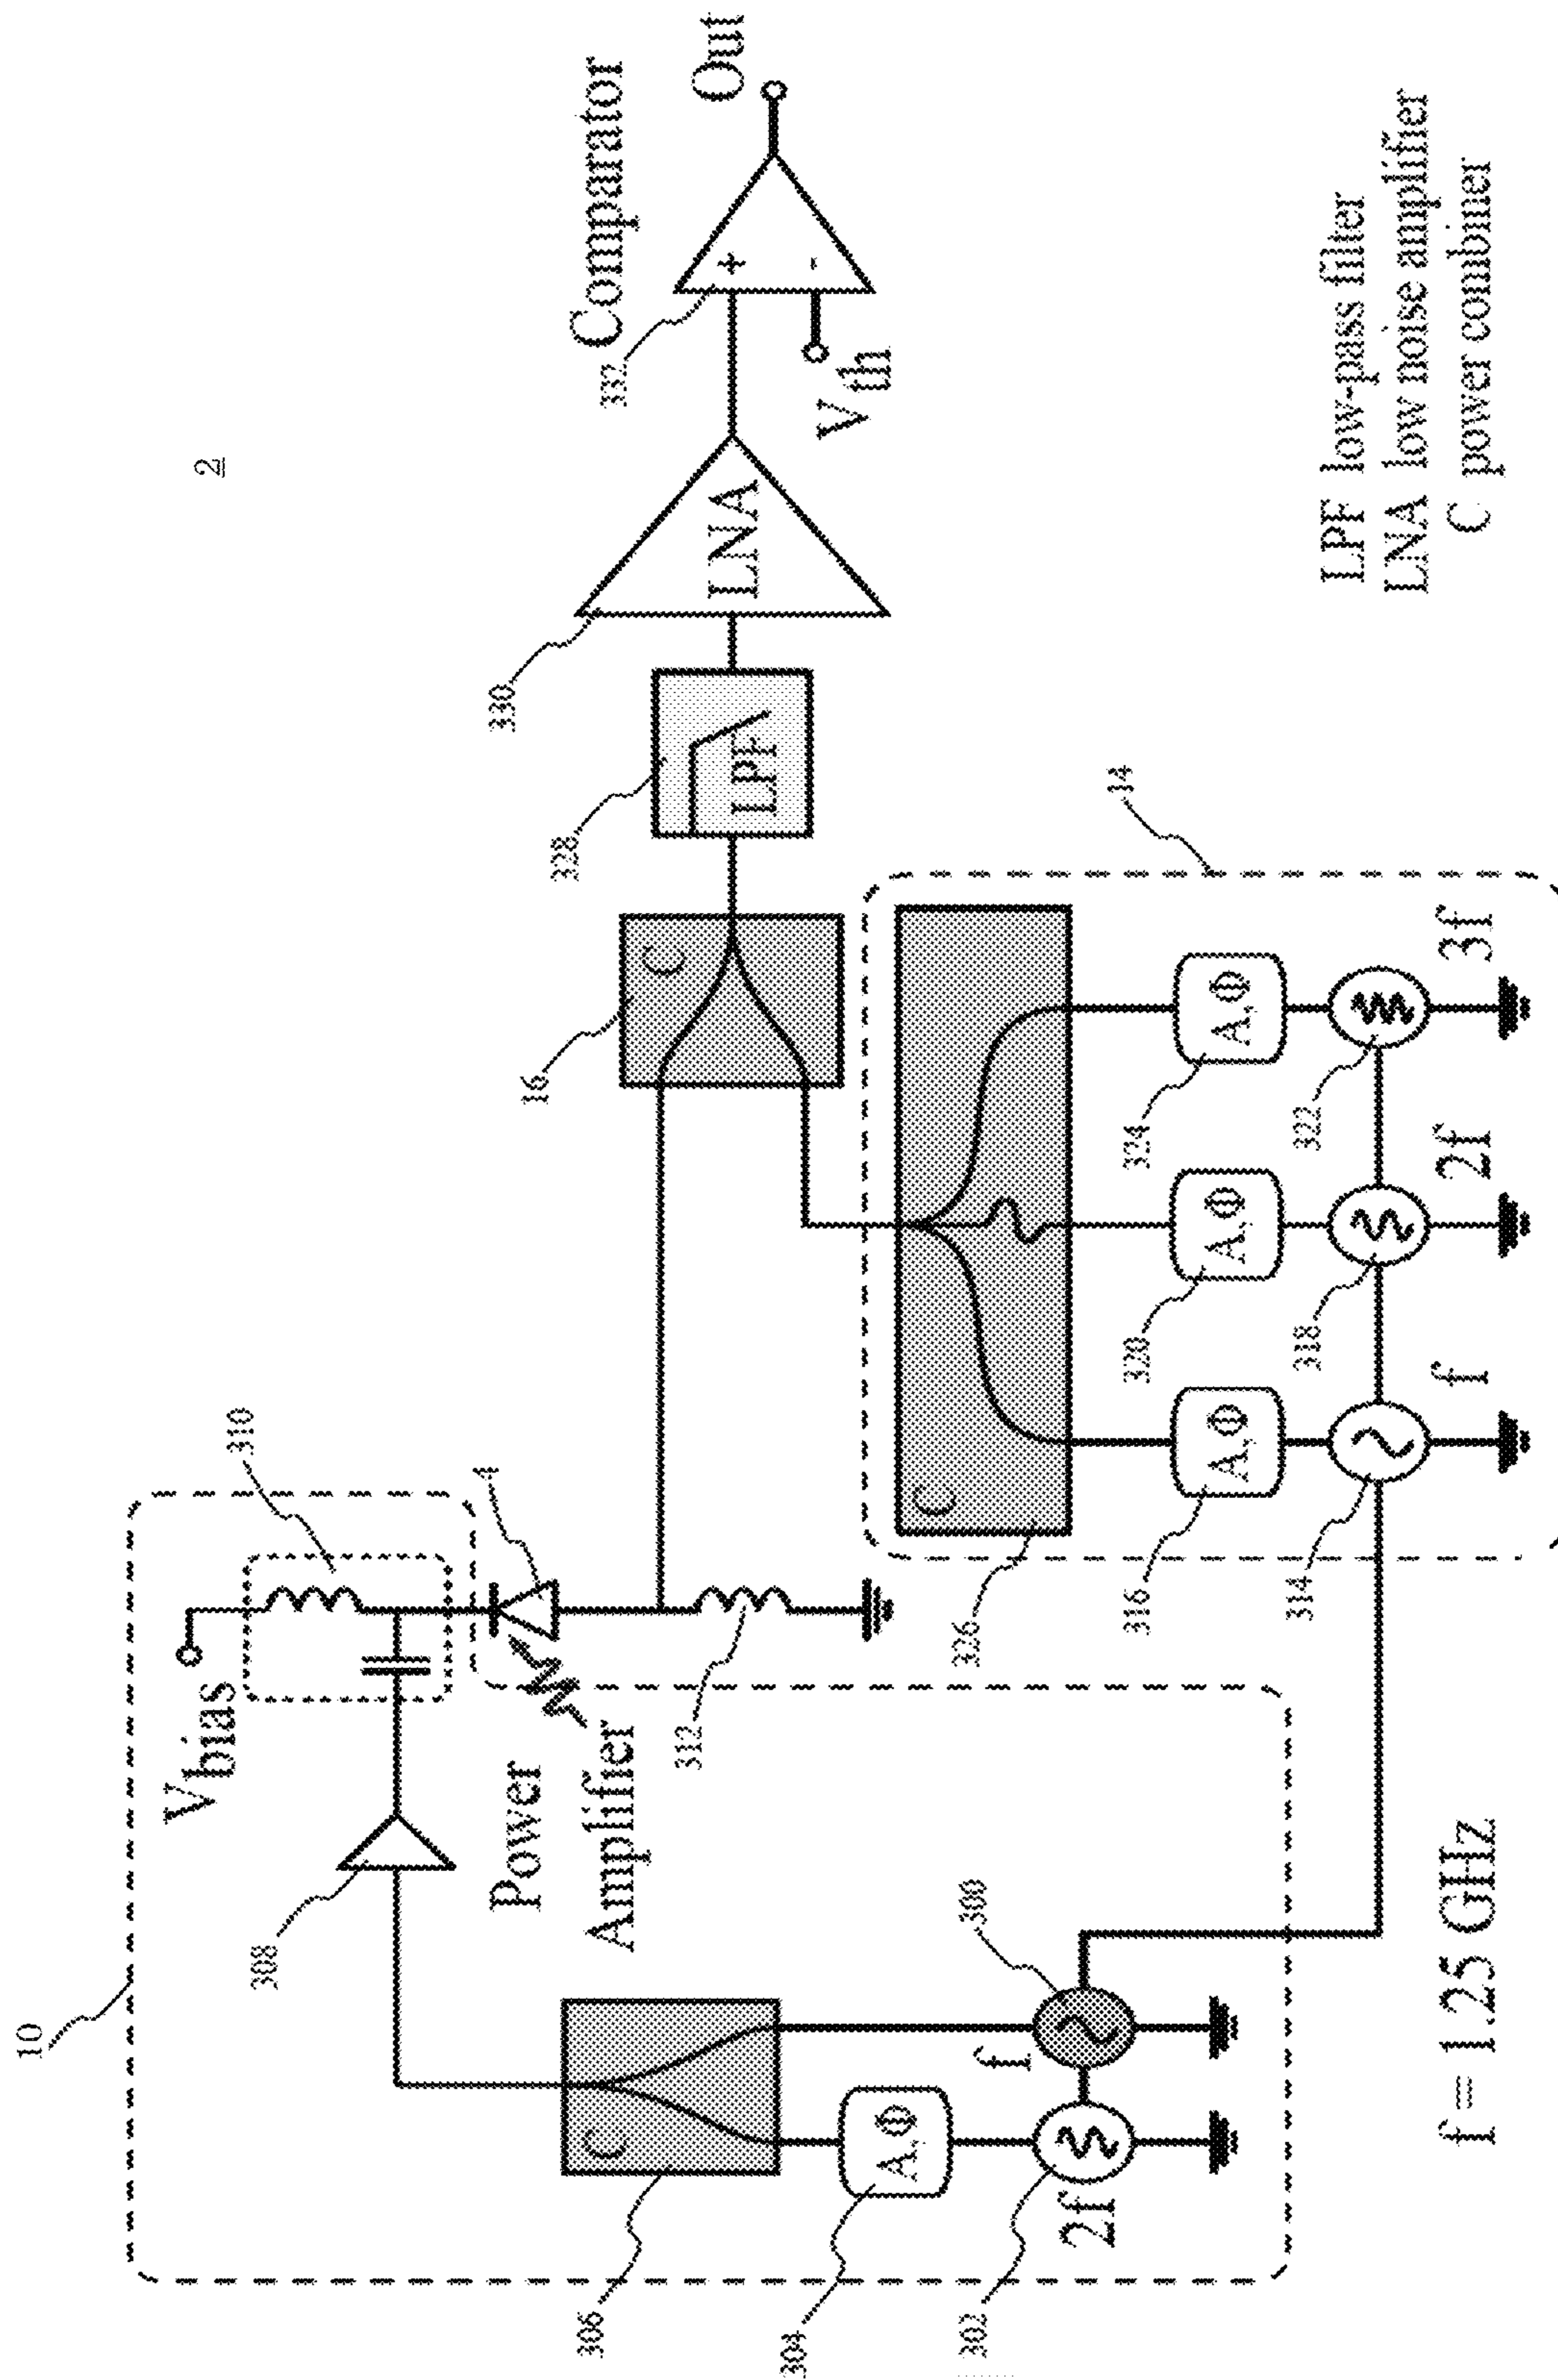 2
10
V bias
310
308
Power
Amplifier
4
312
C
306
A,Φ
304
2f
302
f
300
f = 1.25 GHz
16
C
328
LPF
330
LNA
Comparator
332
+
-
V th
Out
14
C
326
A,Φ
316
A,Φ
320
A,Φ
324
314
f
318
2f
322
3f
LPF low-pass filter
LNA low noise amplifier
C power combiner